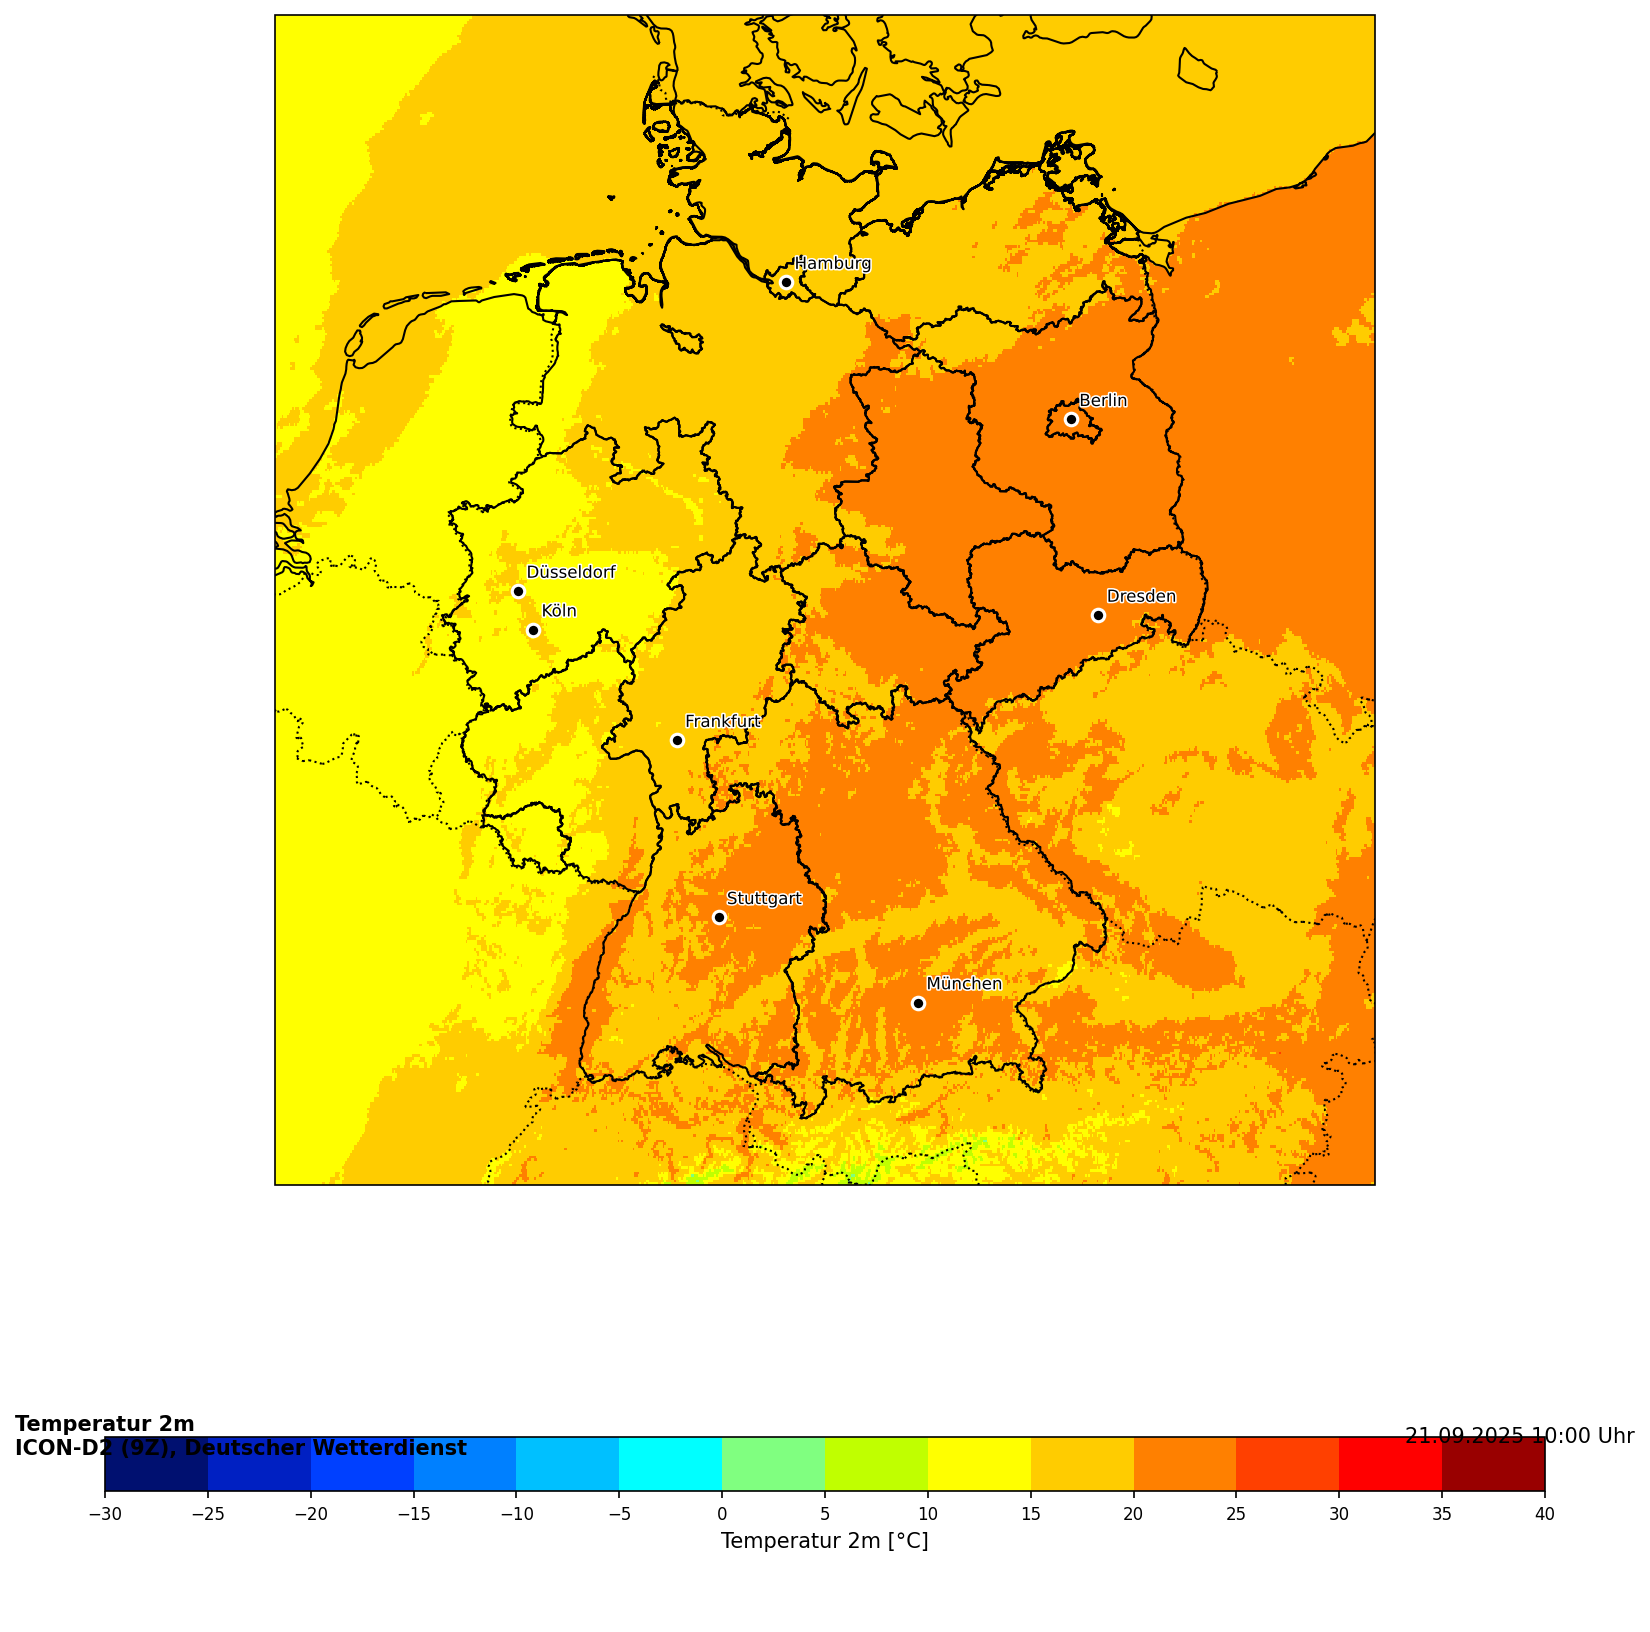 Hamburg
Berlin
Düsseldorf
Dresden
Köln
Frankfurt
Stuttgart
München
Temperatur 2m
ICON-D2 (9Z), Deutscher Wetterdienst
21.09.2025 10:00 Uhr
−30 −25 −20 −15 −10 −5 0 5 10 15 20 25 30 35 40
Temperatur 2m [°C]